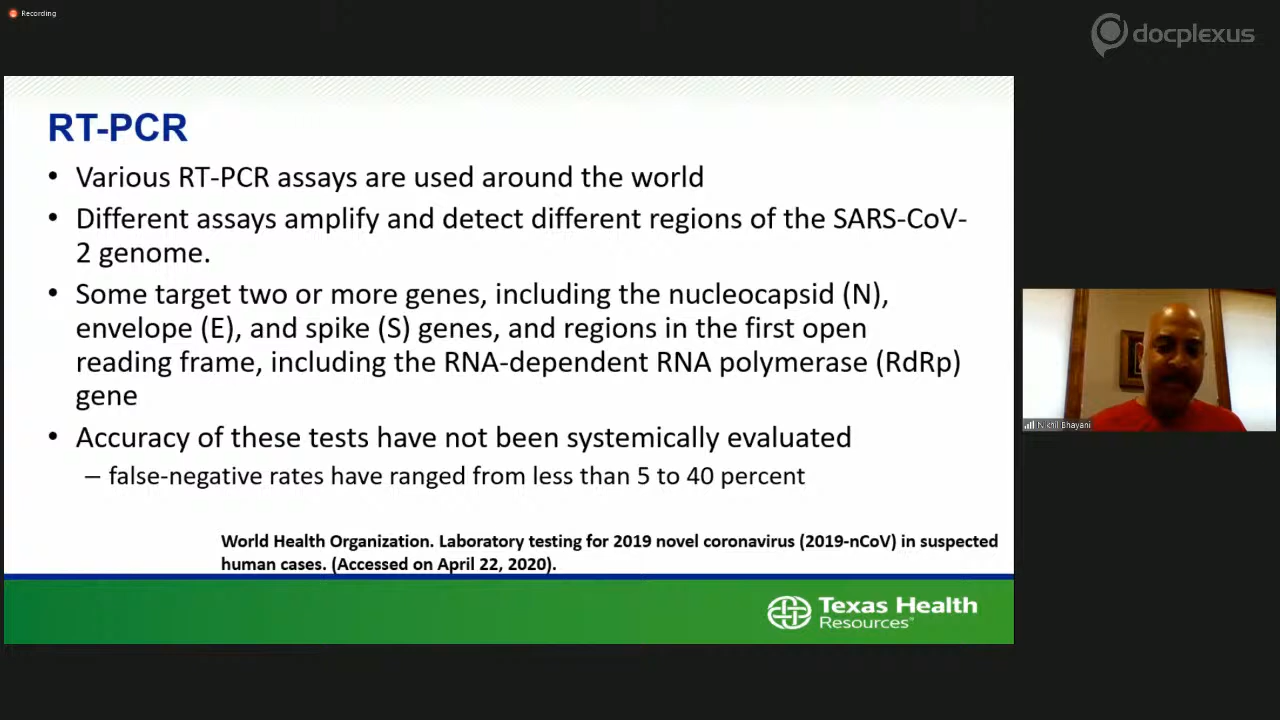 Recording
docplexus
RT-PCR
• Various RT-PCR assays are used around the world
• Different assays amplify and detect different regions of the SARS-CoV-
2 genome.
• Some target two or more genes, including the nucleocapsid (N),
envelope (E), and spike (S) genes, and regions in the first open
reading frame, including the RNA-dependent RNA polymerase (RdRp)
gene
• Accuracy of these tests have not been systemically evaluated
– false-negative rates have ranged from less than 5 to 40 percent
World Health Organization. Laboratory testing for 2019 novel coronavirus (2019-nCoV) in suspected
human cases. (Accessed on April 22, 2020).
Texas Health
Resources
Nikhil Bhayani